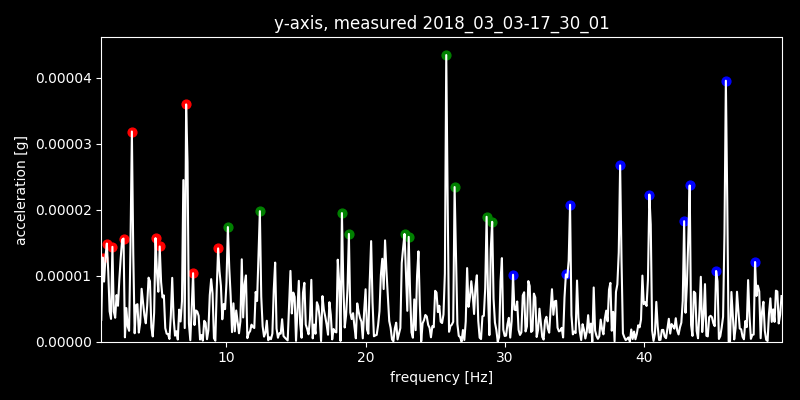 y-axis, measured 2018_03_03-17_30_01
acceleration [g]
0.00004
0.00003
0.00002
0.00001
0.00000
10 20 30 40
frequency [Hz]